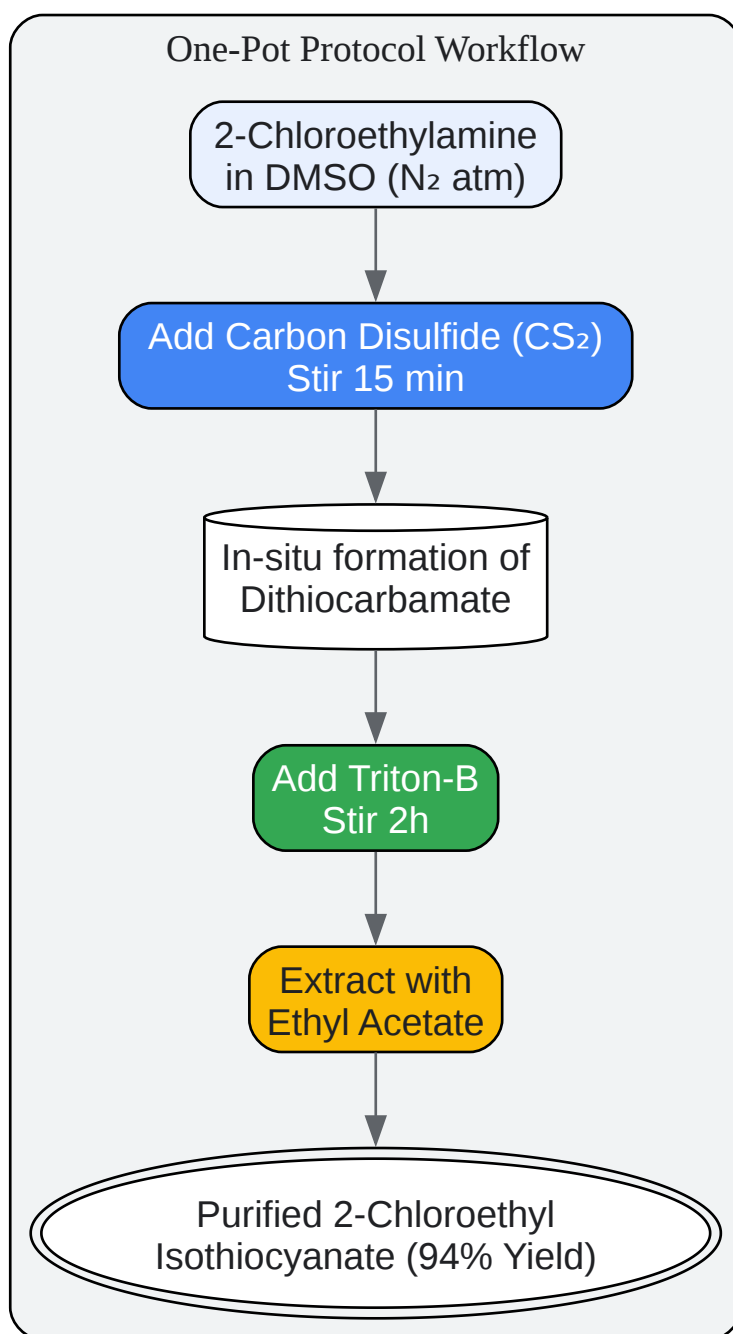 One-Pot Protocol Workflow
2-Chloroethylamine
in DMSO (N₂ atm)
Add Carbon Disulfide (CS₂)
Stir 15 min
In-situ formation of
Dithiocarbamate
Add Triton-B
Stir 2h
Extract with
Ethyl Acetate
Purified 2-Chloroethyl
Isothiocyanate (94% Yield)